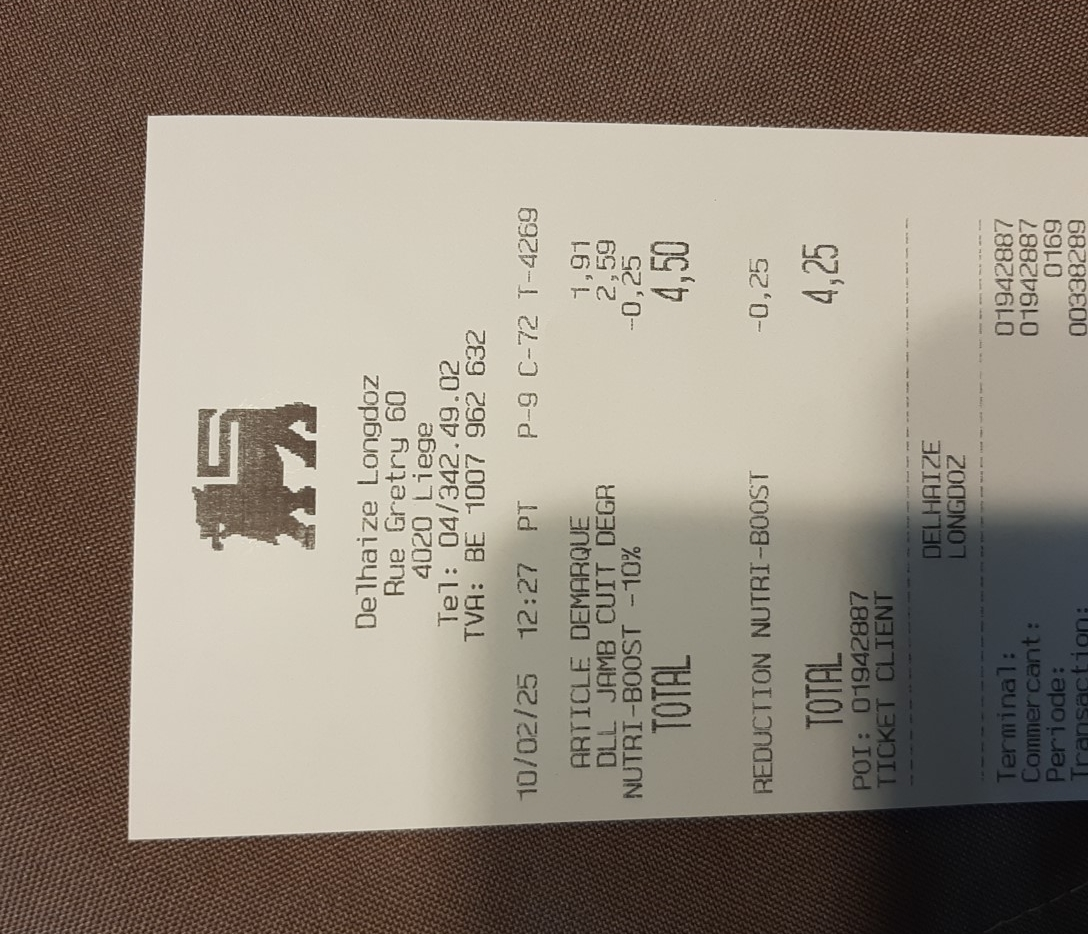 Delhaize Longdoz
Rue Gretry 60
4020 Liege
Tel: 04/342.49.02
TVA: BE 1007 962 632
10/02/25 12:27 PT P-9 C-72 T-4269
ARTICLE DEMARQUE 1,91
DLL JAMB CUIT DEGR 2,59
NUTRI-BOOST -10% -0,25
TOTAL 4,50
REDUCTION NUTRI-BOOST -0,25
TOTAL 4,25
POI: 01942887
TICKET CLIENT
DELHAIZE
LONGDOZ
Terminal: 01942887
Commercant: 01942887
Periode: 0169
Transaction: 00338289